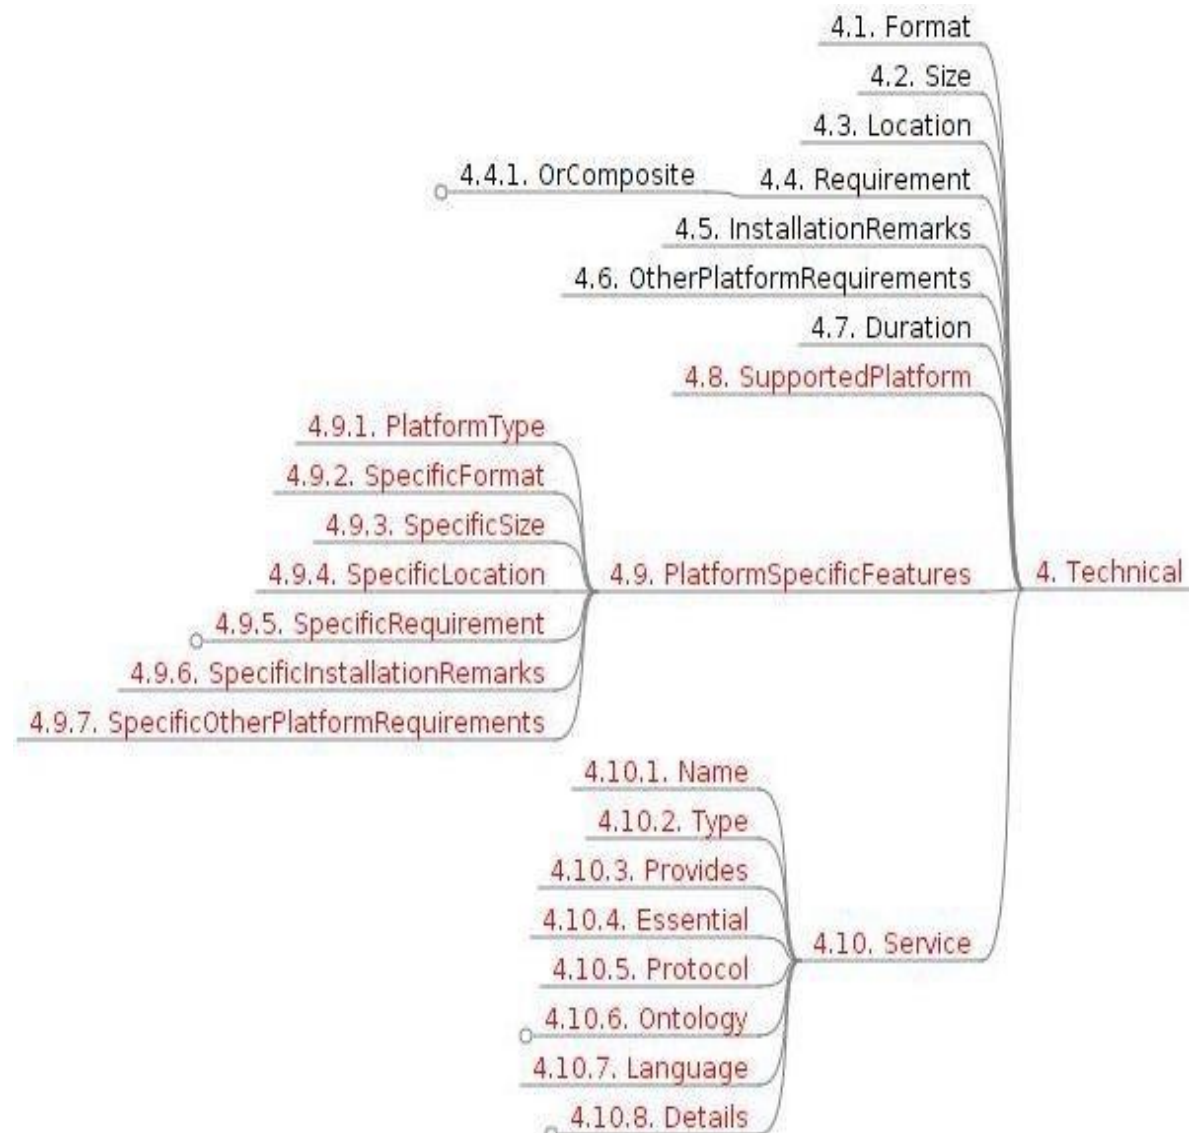 4.1. Format
4.2. Size
4.3. Location
4.4.1. OrComposite
4.4. Requirement
4.5. InstallationRemarks
4.6. OtherPlatformRequirements
4.7. Duration
4.8. SupportedPlatform
4.9.1. PlatformType
4.9.2. SpecificFormat
4.9.3. SpecificSize
4.9.4. SpecificLocation
4.9. PlatformSpecificFeatures
4. Technical
4.9.5. SpecificRequirement
4.9.6. SpecificInstallationRemarks
4.9.7. SpecificOtherPlatformRequirements
4.10.1. Name
4.10.2. Type
4.10.3. Provides
4.10.4. Essential
4.10. Service
4.10.5. Protocol
4.10.6. Ontology
4.10.7. Language
4.10.8. Details